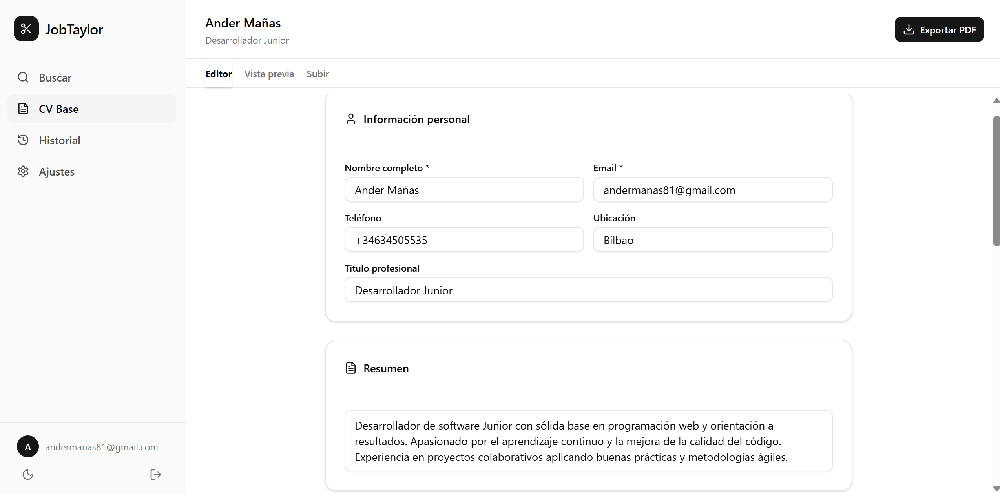 JobTaylor
Buscar
CV Base
Historial
Ajustes
A
andermanas81@gmail.com
Ander Mañas
Desarrollador Junior
Exportar PDF
Editor
Vista previa
Subir
Información personal
Nombre completo *
Email *
Ander Mañas
andermanas81@gmail.com
Teléfono
Ubicación
+34634505535
Bilbao
Título profesional
Desarrollador Junior
Resumen
Desarrollador de software Junior con sólida base en programación web y orientación a
resultados. Apasionado por el aprendizaje continuo y la mejora de la calidad del código.
Experiencia en proyectos colaborativos aplicando buenas prácticas y metodologías ágiles.